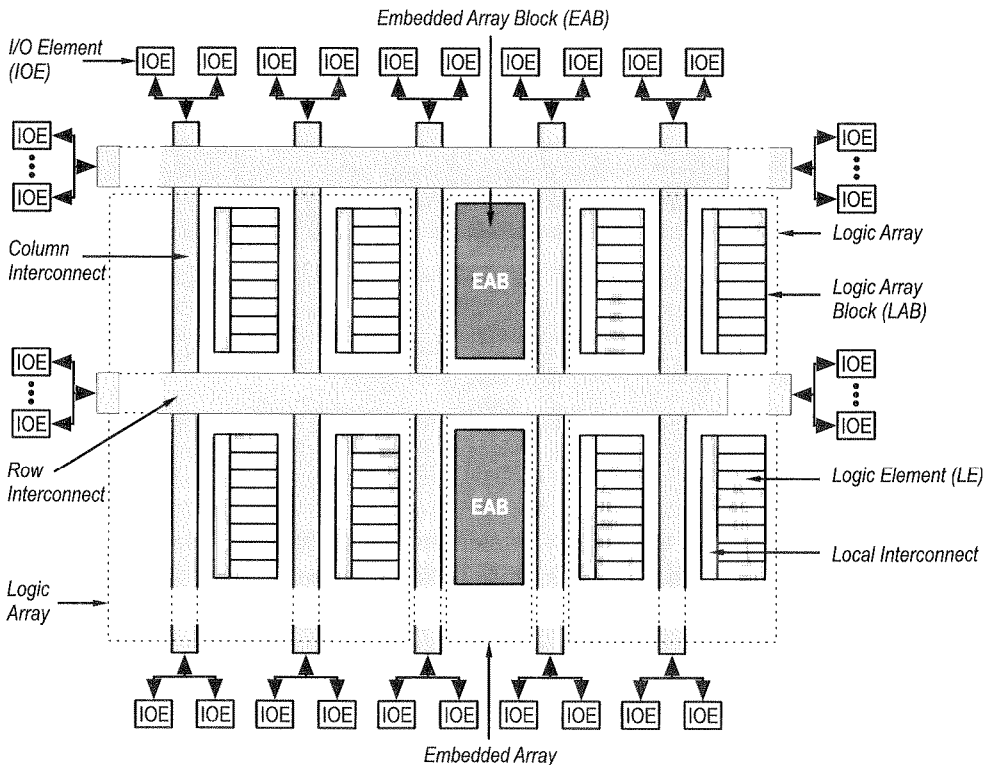 Embedded Array Block (EAB)
I/O Element
(IOE)
IOE IOE IOE IOE IOE IOE IOE IOE IOE IOE
IOE IOE
IOE IOE
Column
Interconnect
EAB
Logic Array
Logic Array
Block (LAB)
IOE IOE
IOE IOE
Row
Interconnect
EAB
Logic Element (LE)
Local Interconnect
Logic
Array
IOE IOE IOE IOE IOE IOE IOE IOE IOE IOE
Embedded Array